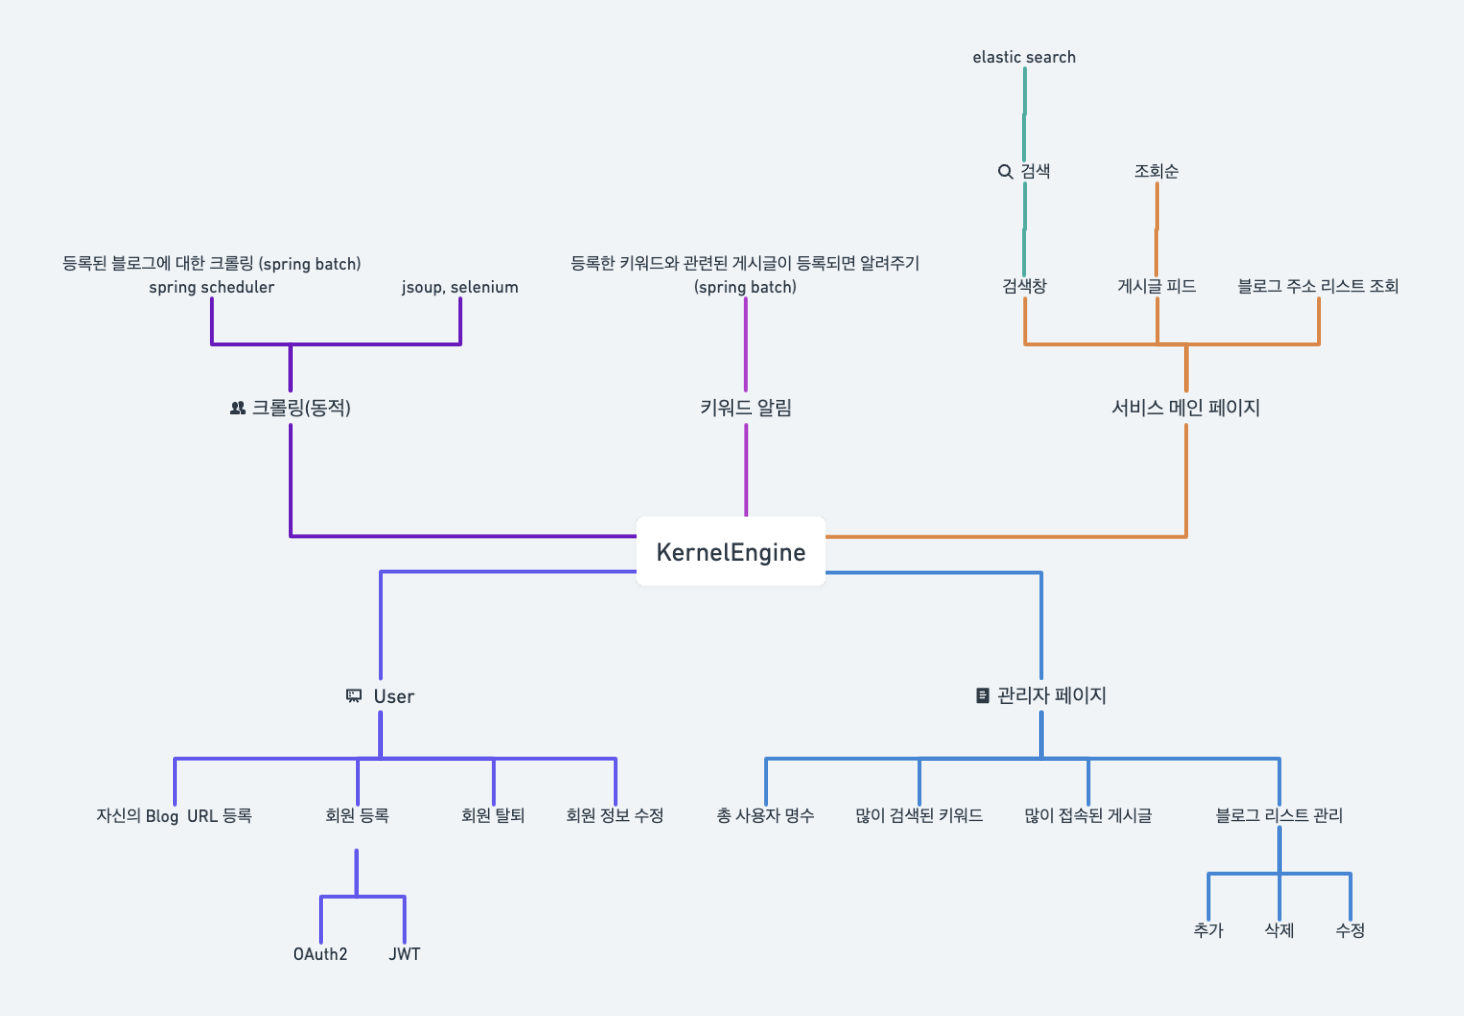 elastic search
검색
조회순
등록된 블로그에 대한 크롤링 (spring batch)
spring scheduler
jsoup, selenium
등록한 키워드와 관련된 게시글이 등록되면 알려주기
(spring batch)
검색창
게시글 피드
블로그 주소 리스트 조회
크롤링(동적)
키워드 알림
서비스 메인 페이지
KernelEngine
User
관리자 페이지
자신의 Blog URL 등록
회원 등록
회원 탈퇴
회원 정보 수정
총 사용자 명수
많이 검색된 키워드
많이 접속된 게시글
블로그 리스트 관리
추가
삭제
수정
OAuth2
JWT